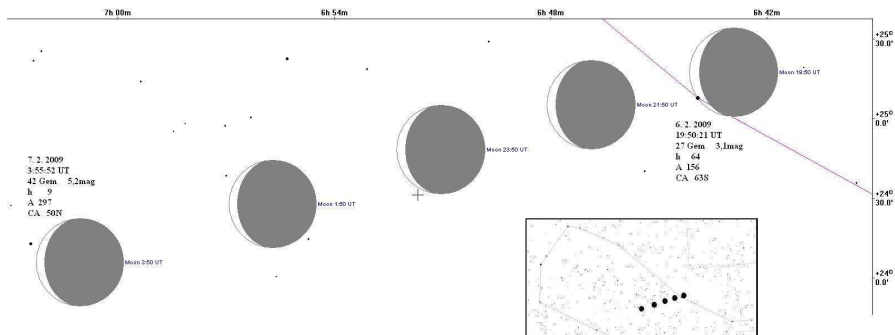 7h 00m
6h 54m
6h 48m
6h 42m
+25°
30.0'
Moon 19:50 UT
Moon 21:50 UT
+25°
0.0'
6. 2. 2009
19:50:21 UT
27 Gem 3,1mag
h 64
A 156
CA 63S
Moon 23:50 UT
7. 2. 2009
3:55:52 UT
42 Gem 5,2mag
h 9
A 297
CA 50N
+24°
30.0'
Moon 1:50 UT
Moon 3:50 UT
+24°
0.0'